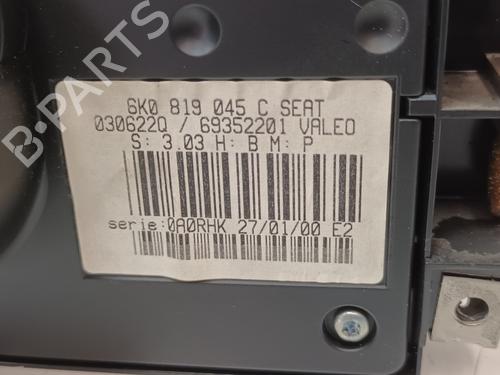 6K0 819 045 C SEAT
030622Q / 69352201 VALEO
S: 3.03 H: B M: P
serie:0A0RHK 27/01/00 E2
B-PARTS